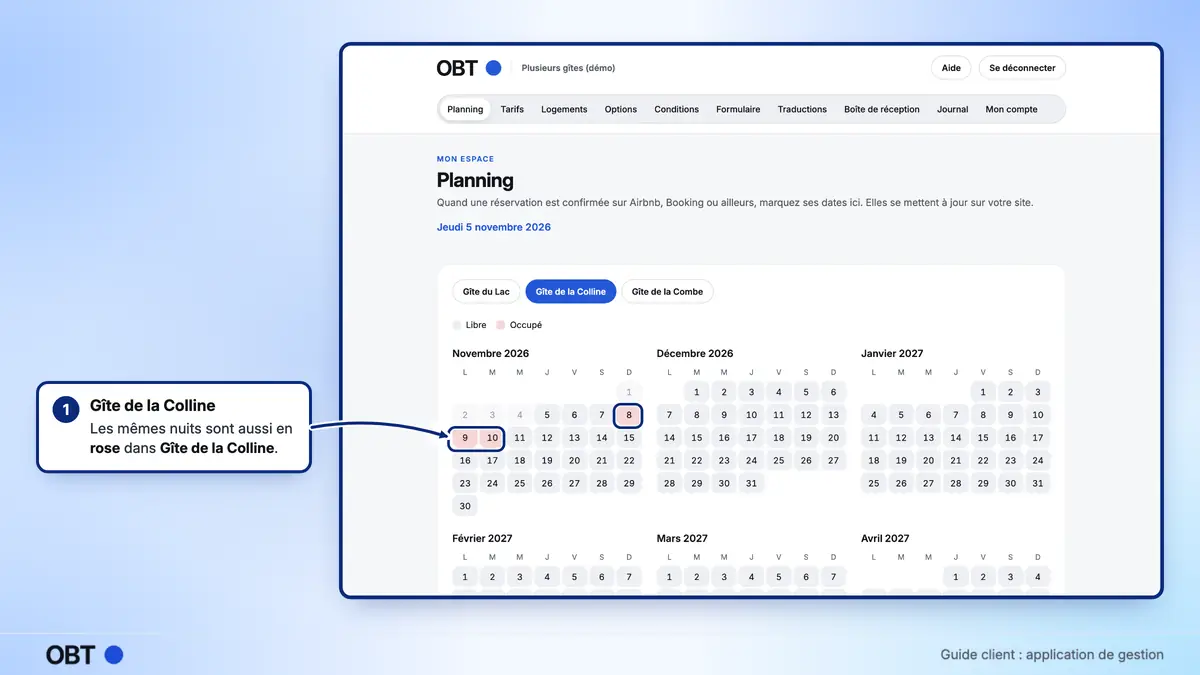 OBT
Plusieurs gîtes (démo)
Aide
Se déconnecter
Planning Tarifs Logements Options Conditions Formulaire Traductions Boîte de réception Journal Mon compte
MON ESPACE
Planning
Quand une réservation est confirmée sur Airbnb, Booking ou ailleurs, marquez ses dates ici. Elles se mettent à jour sur votre site.
Jeudi 5 novembre 2026
Gîte du Lac Gîte de la Colline Gîte de la Combe
Libre Occupé
Novembre 2026
L M M J V S D
1
2 3 4 5 6 7 8
9 10 11 12 13 14 15
16 17 18 19 20 21 22
23 24 25 26 27 28 29
30
Décembre 2026
L M M J V S D
1 2 3 4 5 6
7 8 9 10 11 12 13
14 15 16 17 18 19 20
21 22 23 24 25 26 27
28 29 30 31
Janvier 2027
L M M J V S D
1 2 3
4 5 6 7 8 9 10
11 12 13 14 15 16 17
18 19 20 21 22 23 24
25 26 27 28 29 30 31
Février 2027
L M M J V S D
1 2 3 4 5 6 7
Mars 2027
L M M J V S D
1 2 3 4 5 6 7
Avril 2027
L M M J V S D
1 2 3 4
1 Gîte de la Colline
Les mêmes nuits sont aussi en
rose dans Gîte de la Colline.
OBT
Guide client : application de gestion